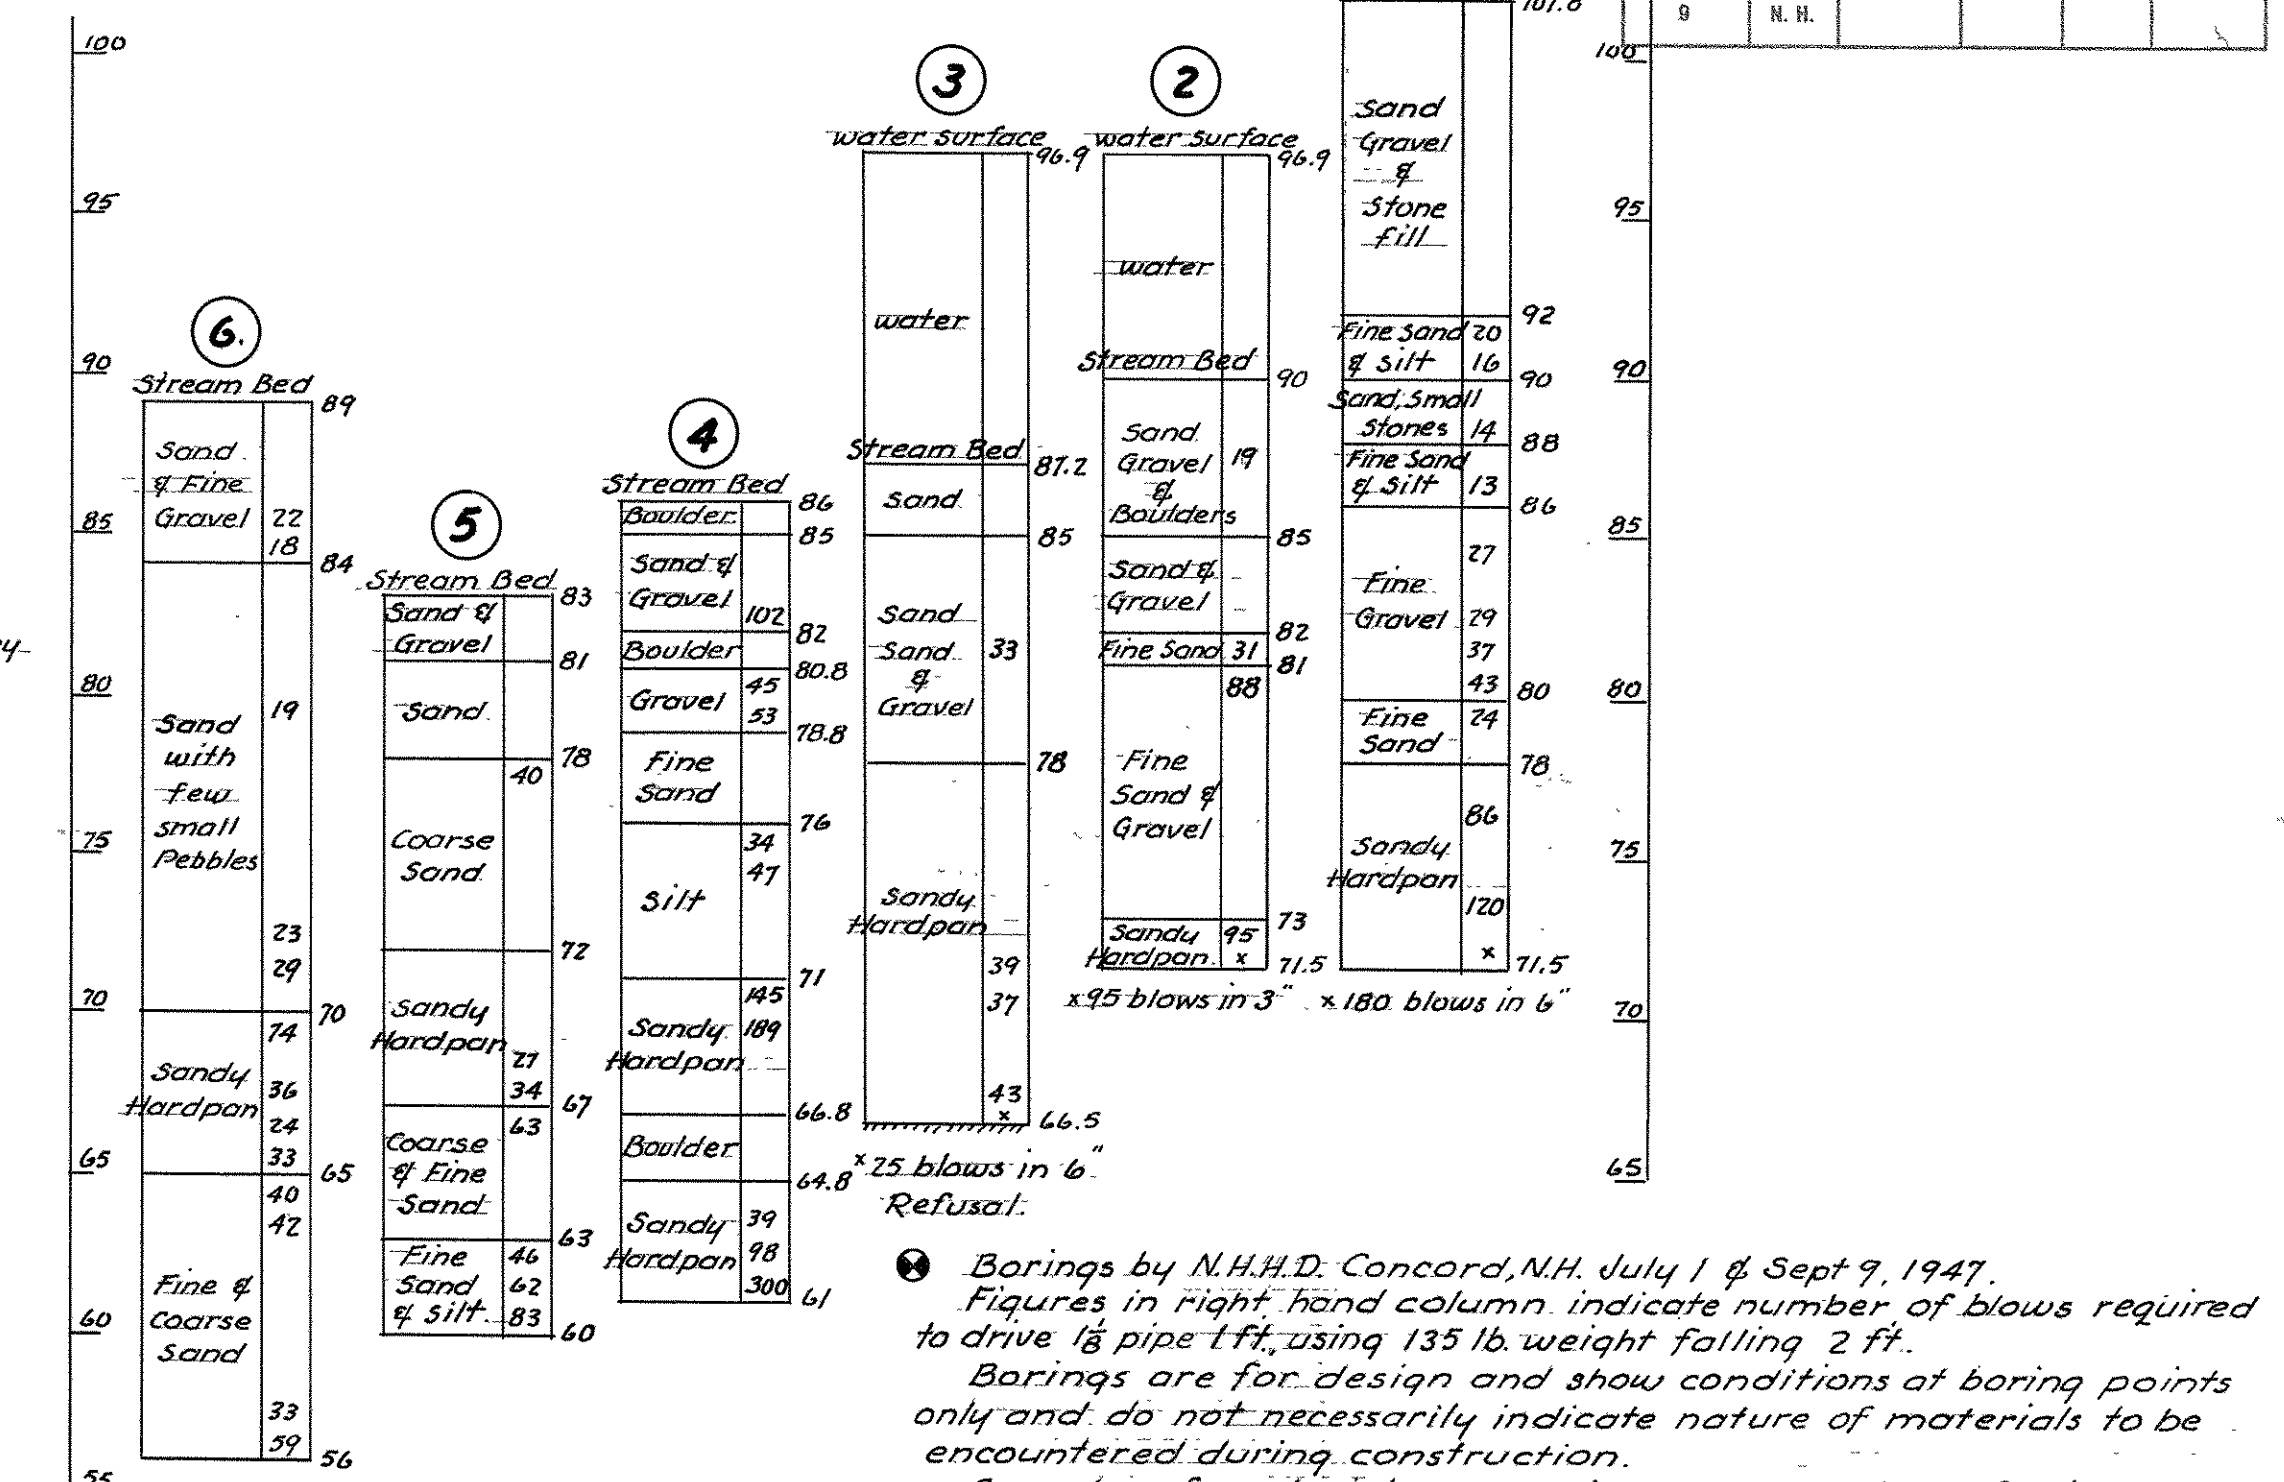 100
95
90
85
80
75
70
65
60
55
6.
Stream Bed
89
Sand
& Fine
Gravel 22
18
84
19
Sand
with
few
small
Pebbles
23
29
70
74
Sandy 36
Hardpan
24
33
65
40
42
Fine &
Coarse
Sand
33
59
56
5
Stream Bed
83
Sand &
Gravel
81
Sand
78
40
Coarse
Sand
72
Sandy
Hardpan
27
34
67
63
Coarse
& Fine
Sand
63
Fine 46
Sand 62
& Silt 83
60
4
Stream Bed
86
Boulder
85
Sand &
Gravel
102
82
Boulder
80.8
45
Gravel
53
78.8
Fine
Sand
76
34
47
Silt
71
145
Sandy 189
Hardpan
66.8
Boulder
64.8
Sandy 39
Hardpan 98
300
61
3
water surface
96.9
water
Stream Bed
87.2
Sand
85
Sand
Sand 33
&
Gravel
78
Sandy
Hardpan
39
37
43
x
66.5
x 25 blows in 6"
Refusal.
2
water surface
96.9
water
Stream Bed
90
Sand
Gravel 19
&
Boulders
85
Sand &
Gravel
82
Fine Sand 31
81
88
Fine
Sand &
Gravel
73
Sandy 95
Hardpan x
71.5
x 95 blows in 3"
101.8
Sand
Gravel
&
Stone
fill
92
Fine Sand 20
& Silt 16
90
Sand, Small
Stones 14
88
Fine Sand
& Silt 13
86
27
Fine
Gravel 29
37
43
80
Fine 24
Sand
78
86
Sandy
Hardpan
120
x
71.5
x 180 blows in 6"
9 N. H.
100
95
90
85
80
75
70
65
Borings by N.H.H.D. Concord, N.H. July 1 & Sept 9, 1947.
Figures in right hand column indicate number of blows required
to drive 1⅛ pipe 1 ft., using 135 lb. weight falling 2 ft.
Borings are for design and show conditions at boring points
only and do not necessarily indicate nature of materials to be
encountered during construction.